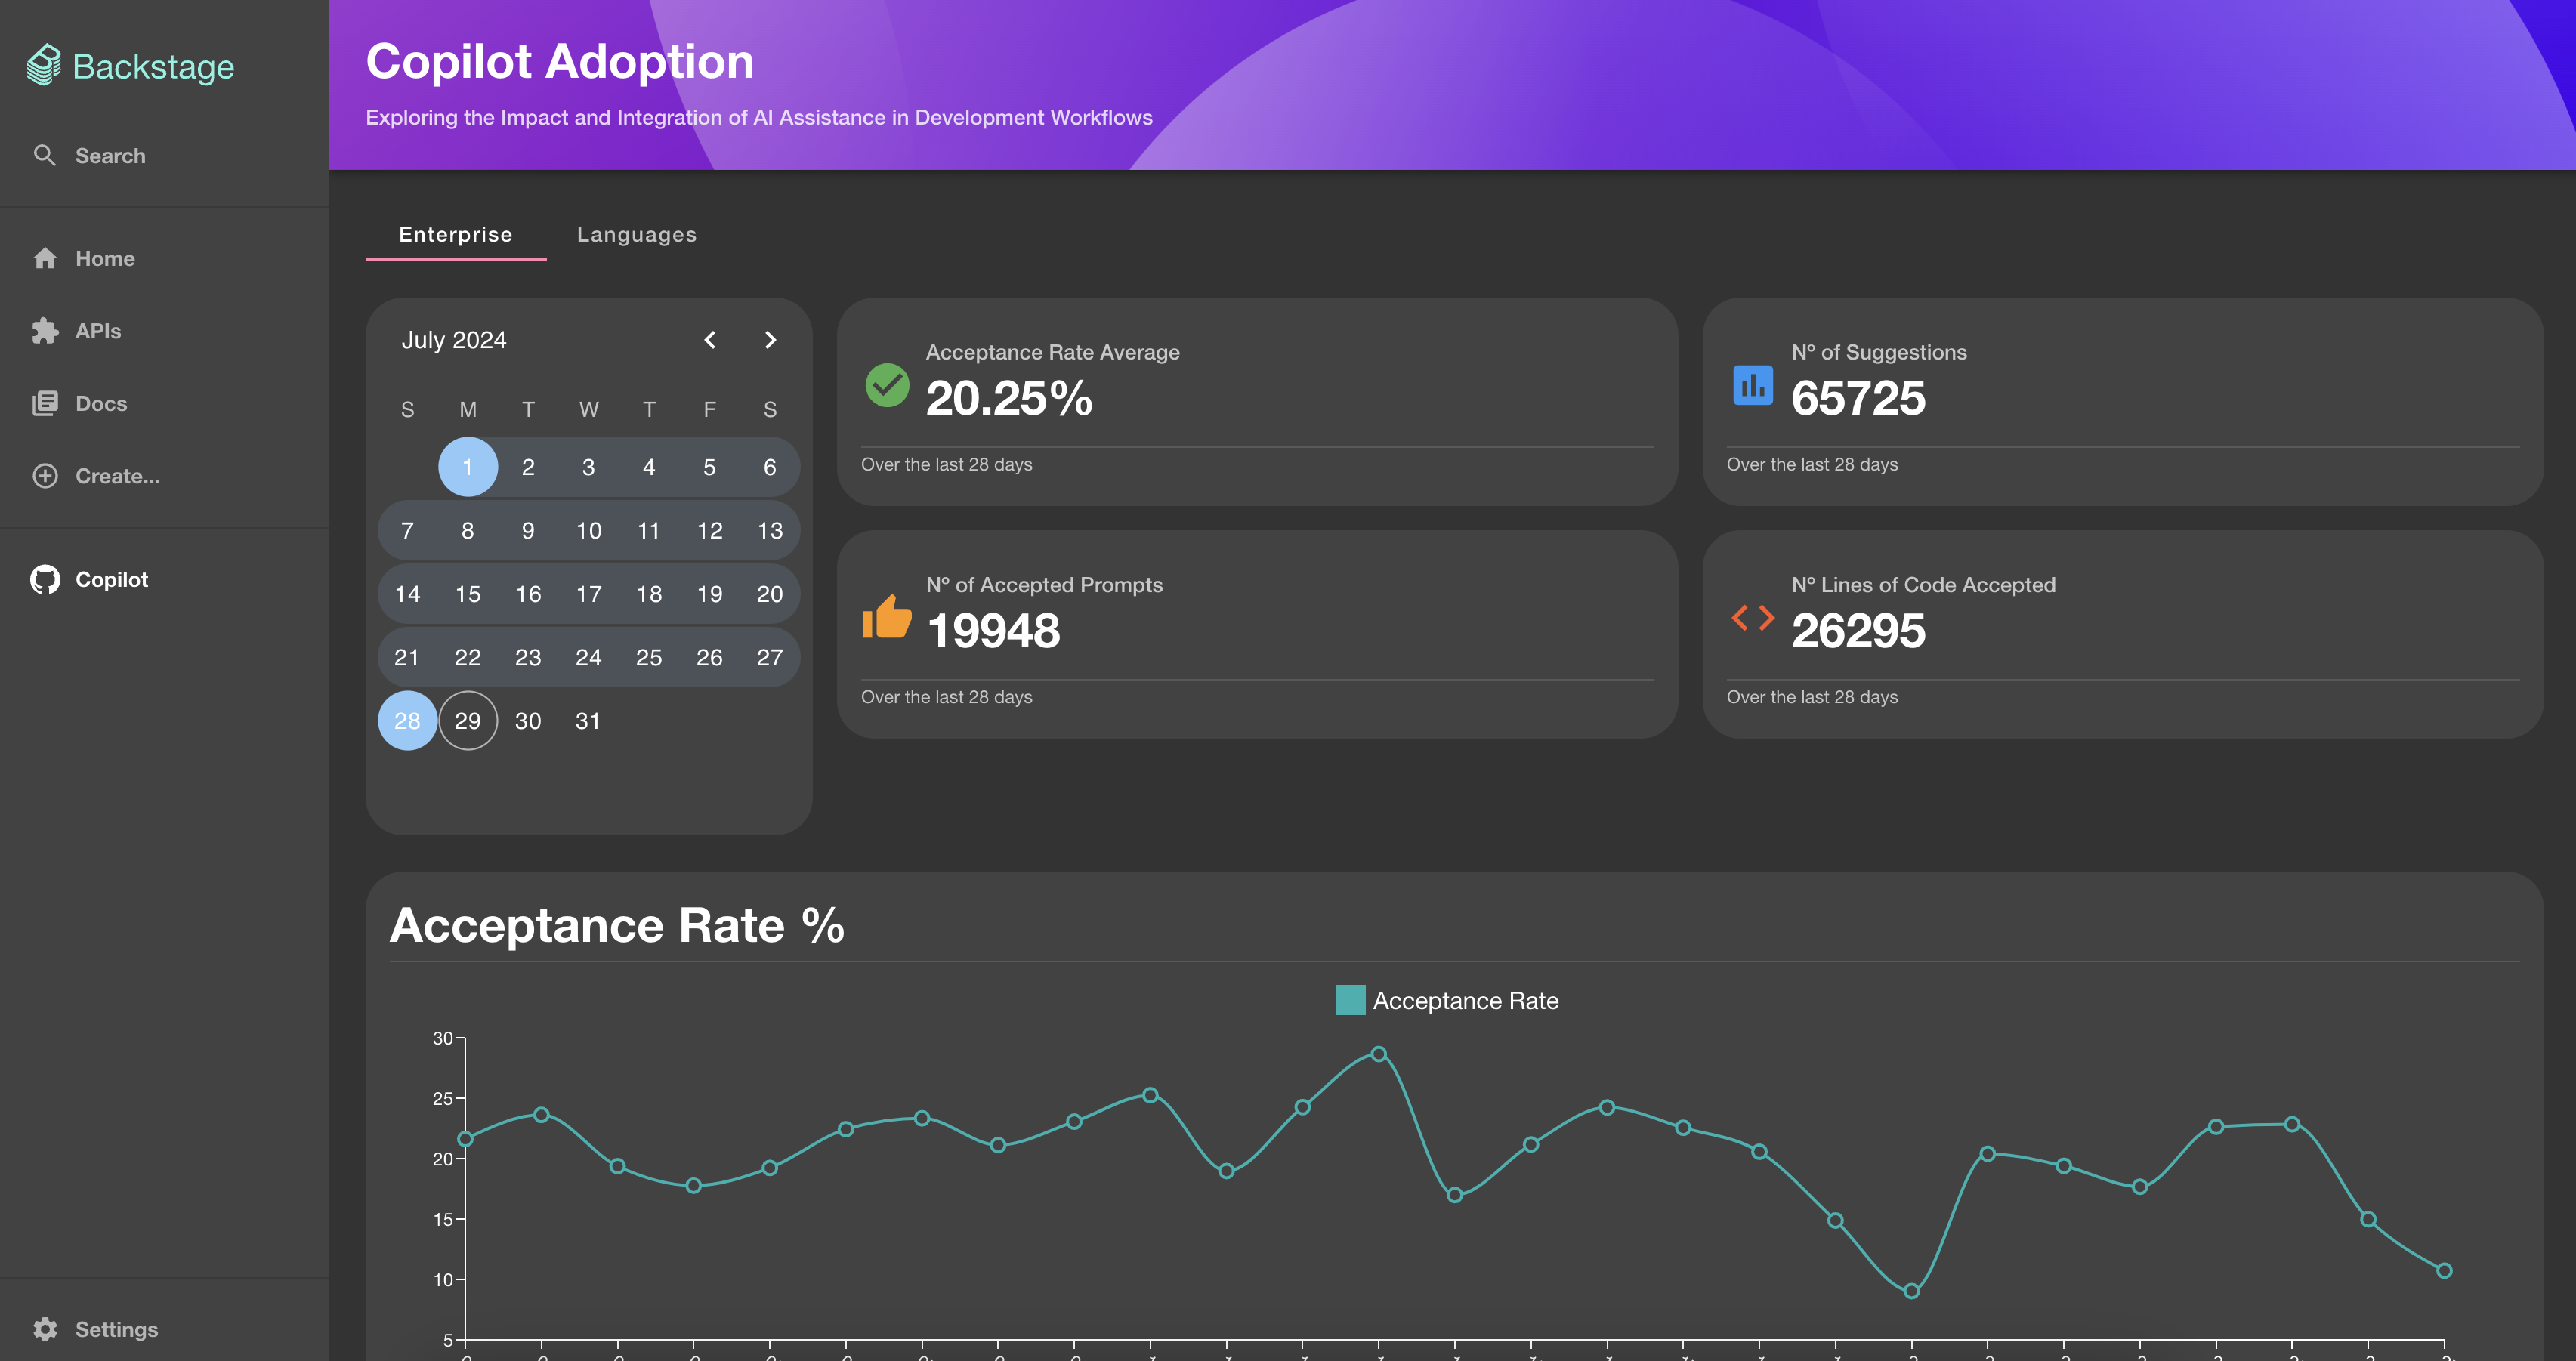 Backstage
Search
Home
APIs
Docs
Create...
Copilot
Settings
Copilot Adoption
Exploring the Impact and Integration of AI Assistance in Development Workflows
Enterprise Languages
July 2024
S M T W T F S
1 2 3 4 5 6
7 8 9 10 11 12 13
14 15 16 17 18 19 20
21 22 23 24 25 26 27
28 29 30 31
Acceptance Rate Average
20.25%
Over the last 28 days
Nº of Suggestions
65725
Over the last 28 days
Nº of Accepted Prompts
19948
Over the last 28 days
Nº Lines of Code Accepted
26295
Over the last 28 days
Acceptance Rate %
Acceptance Rate
30
25
20
15
10
5